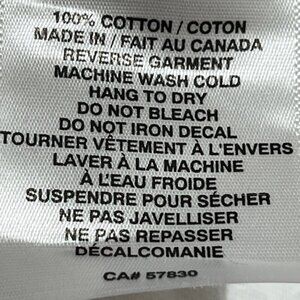 100% COTTON / COTON
MADE IN / FAIT AU CANADA
REVERSE GARMENT
MACHINE WASH COLD
HANG TO DRY
DO NOT BLEACH
DO NOT IRON DECAL
TOURNER VÊTEMENT À L'ENVERS
LAVER À LA MACHINE
À L'EAU FROIDE
SUSPENDRE POUR SÉCHER
NE PAS JAVELLISER
NE PAS REPASSER
DÉCALCOMANIE
CA# 57830